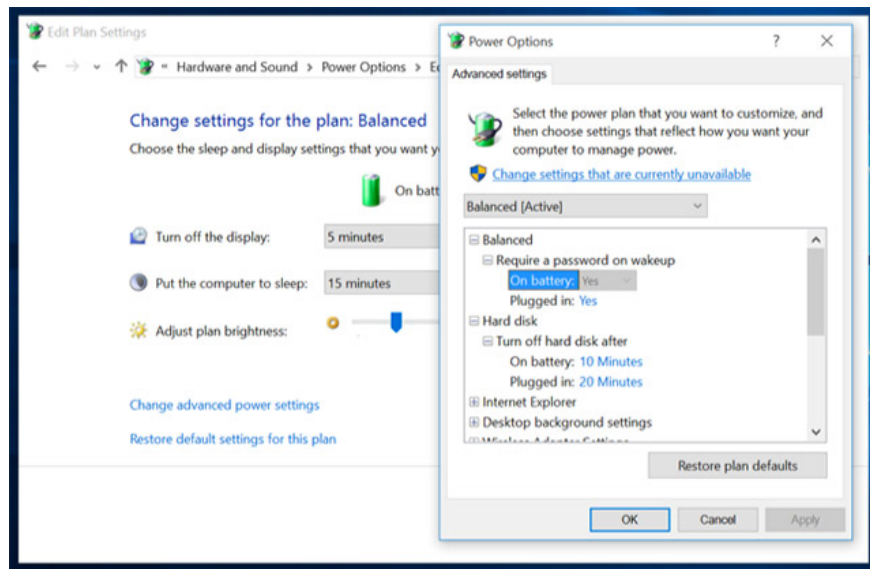 Edit Plan Settings
« Hardware and Sound > Power Options >
Change settings for the plan: Balanced
Choose the sleep and display settings that you want
On
Turn off the display: 5 minutes
Put the computer to sleep: 15 minutes
Adjust plan brightness:
Change advanced power settings
Restore default settings for this plan
Power Options
Advanced settings
Select the power plan that you want to customize, and
then choose settings that reflect how you want your
computer to manage power.
Change settings that are currently unavailable
Balanced [Active]
Balanced
Require a password on wakeup
On battery: Yes
Plugged in: Yes
Hard disk
Turn off hard disk after
On battery: 10 Minutes
Plugged in: 20 Minutes
Internet Explorer
Desktop background settings
Restore plan defaults
OK Cancel Apply